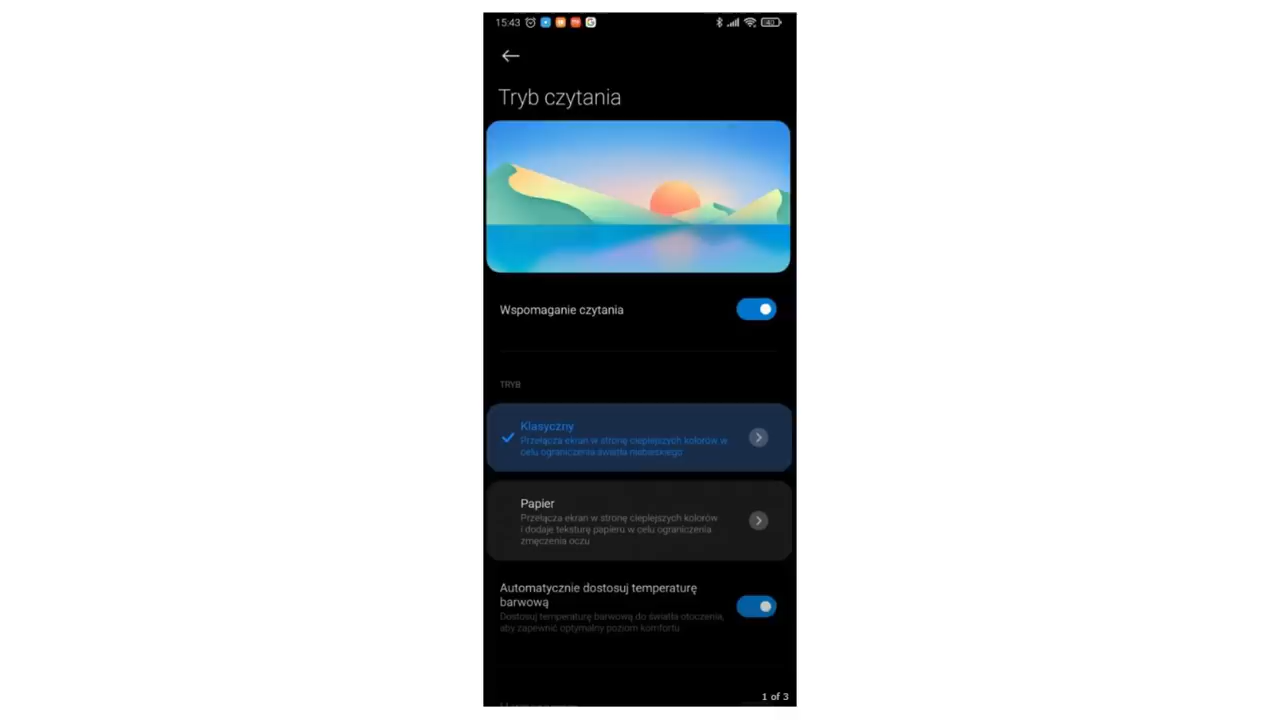 15:43
Tryb czytania
Wspomaganie czytania
TRYB
Klasyczny
Przełącza ekran w stronę cieplejszych kolorów w
celu ograniczenia światła niebieskiego
Papier
Przełącza ekran w stronę cieplejszych kolorów
i dodaje teksturę papieru w celu ograniczenia
zmęczenia oczu
Automatycznie dostosuj temperaturę
barwową
Dostosuj temperaturę barwową do światła otoczenia,
aby zapewnić optymalny poziom komfortu.
1 of 3